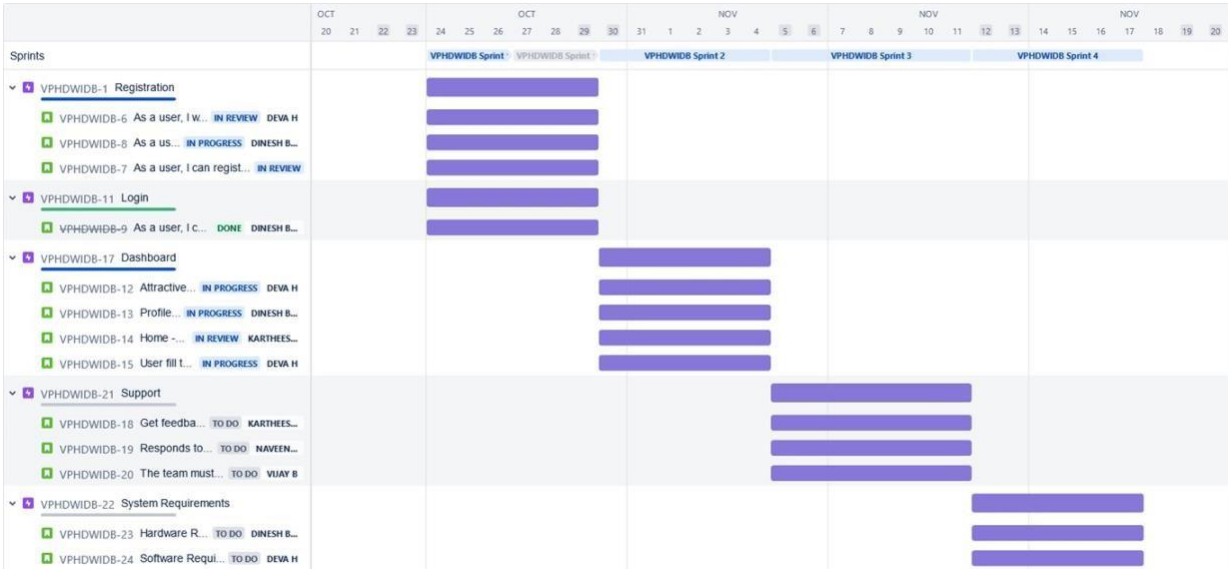 OCT OCT NOV NOV NOV
20 21 22 23 24 25 26 27 28 29 30 31 1 2 3 4 5 6 7 8 9 10 11 12 13 14 15 16 17 18 19 20
Sprints VPHDWIDB Sprint VPHDWIDB Sprint VPHDWIDB Sprint 2 VPHDWIDB Sprint 3 VPHDWIDB Sprint 4
VPHDWIDB-1 Registration
VPHDWIDB-6 As a user, I w... IN REVIEW DEVA H
VPHDWIDB-8 As a us... IN PROGRESS DINESH B...
VPHDWIDB-7 As a user, I can regist... IN REVIEW
VPHDWIDB-11 Login
VPHDWIDB-9 As a user, I c... DONE DINESH B...
VPHDWIDB-17 Dashboard
VPHDWIDB-12 Attractive... IN PROGRESS DEVA H
VPHDWIDB-13 Profile... IN PROGRESS DINESH B...
VPHDWIDB-14 Home -... IN REVIEW KARTHEES...
VPHDWIDB-15 User fill t... IN PROGRESS DEVA H
VPHDWIDB-21 Support
VPHDWIDB-18 Get feedba... TO DO KARTHEES...
VPHDWIDB-19 Responds to... TO DO NAVEEN...
VPHDWIDB-20 The team must... TO DO VIJAY B
VPHDWIDB-22 System Requirements
VPHDWIDB-23 Hardware R... TO DO DINESH B...
VPHDWIDB-24 Software Requi... TO DO DEVA H